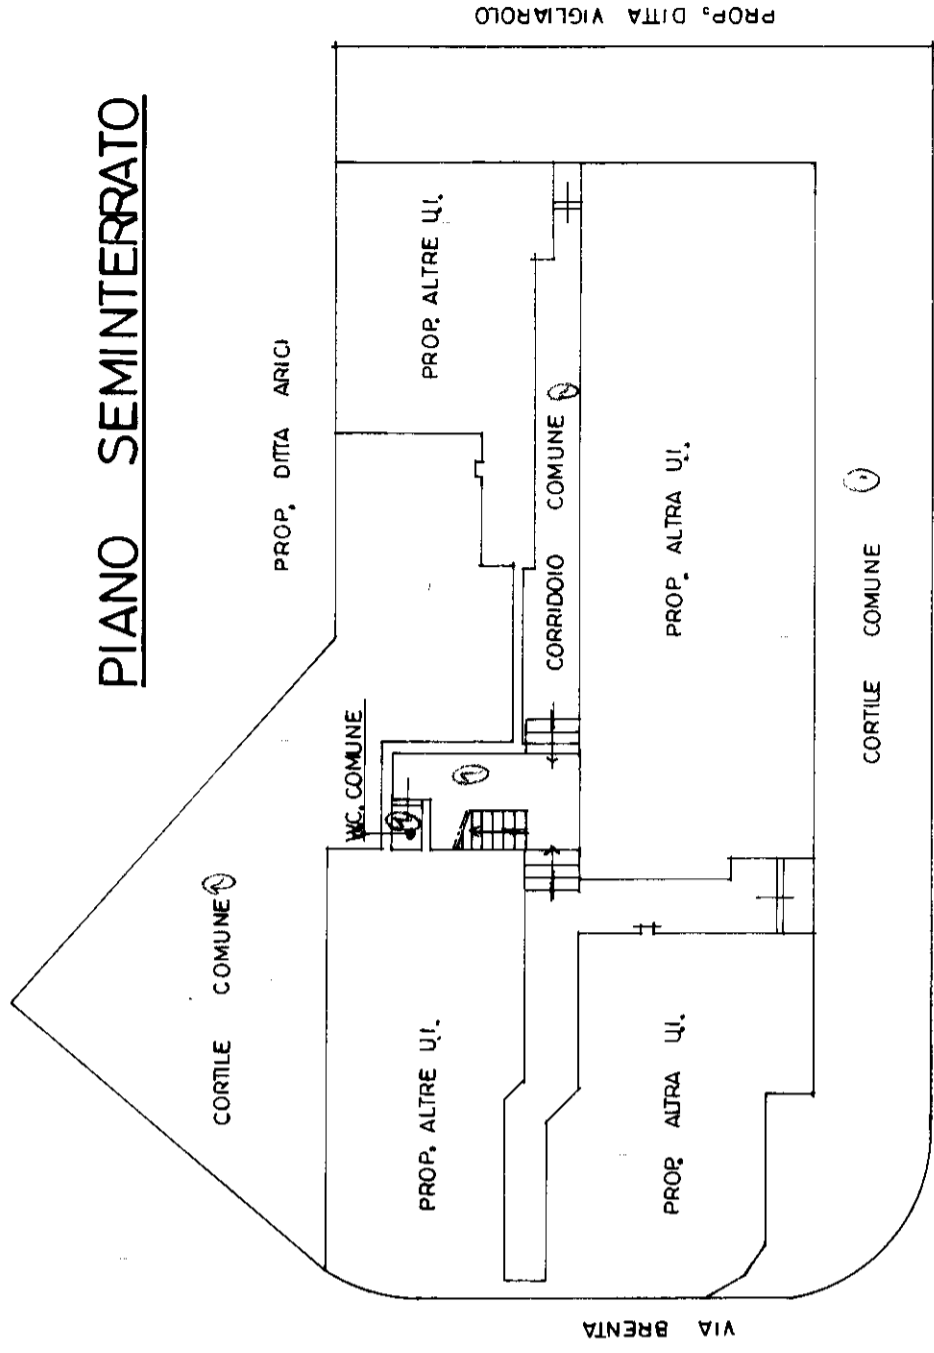 PIANO SEMINTERRATO
PROP. DITTA ARICI
PROP. DITTA VIGLIAROLO
CORTILE COMUNE
WC. COMUNE
PROP. ALTRE U.I.
PROP. ALTRE U.I.
CORRIDOIO COMUNE
PROP. ALTRA U.I.
PROP. ALTRA U.I.
CORTILE COMUNE
VIA BRENTA